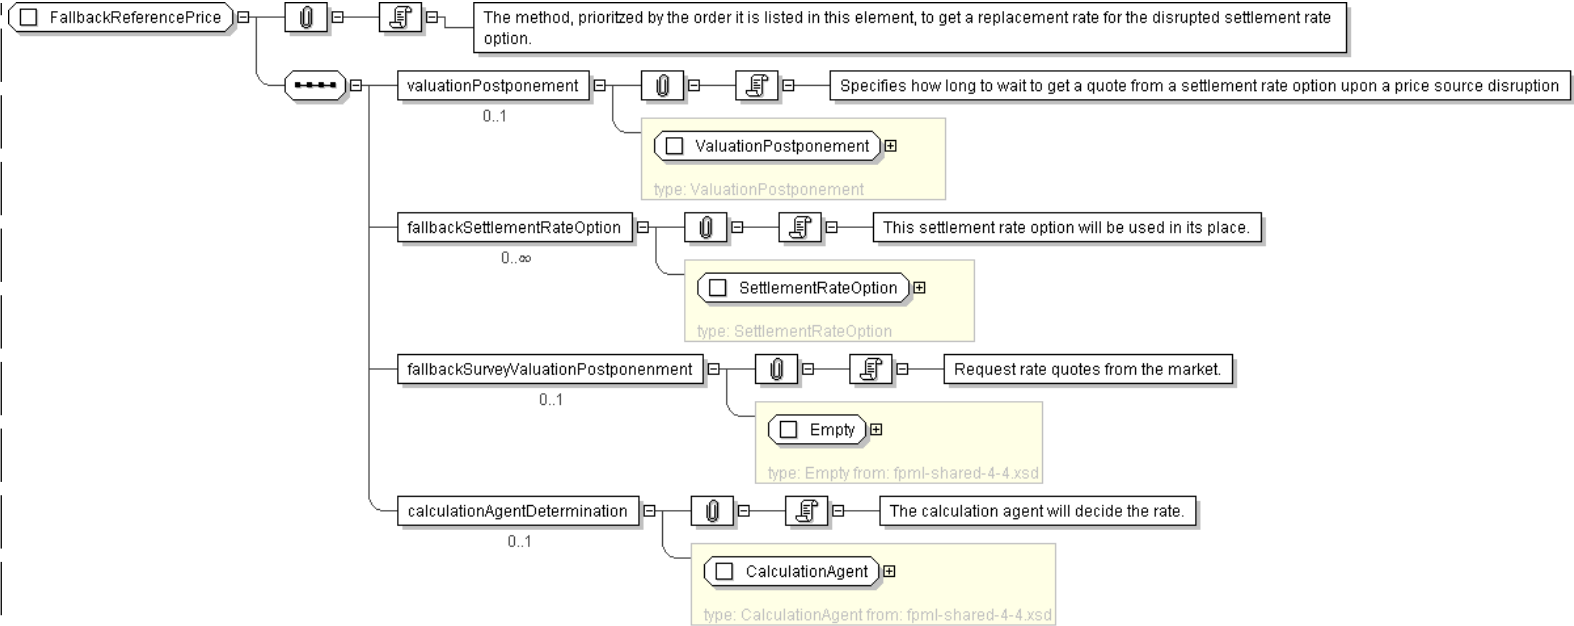 FallbackReferencePrice
The method, prioritzed by the order it is listed in this element, to get a replacement rate for the disrupted settlement rate
option.
valuationPostponement
Specifies how long to wait to get a quote from a settlement rate option upon a price source disruption
0..1
ValuationPostponement
type: ValuationPostponement
fallbackSettlementRateOption
This settlement rate option will be used in its place.
0..∞
SettlementRateOption
type: SettlementRateOption
fallbackSurveyValuationPostponenment
Request rate quotes from the market.
0..1
Empty
type: Empty from: fpml-shared-4-4.xsd
calculationAgentDetermination
The calculation agent will decide the rate.
0..1
CalculationAgent
type: CalculationAgent from: fpml-shared-4-4.xsd